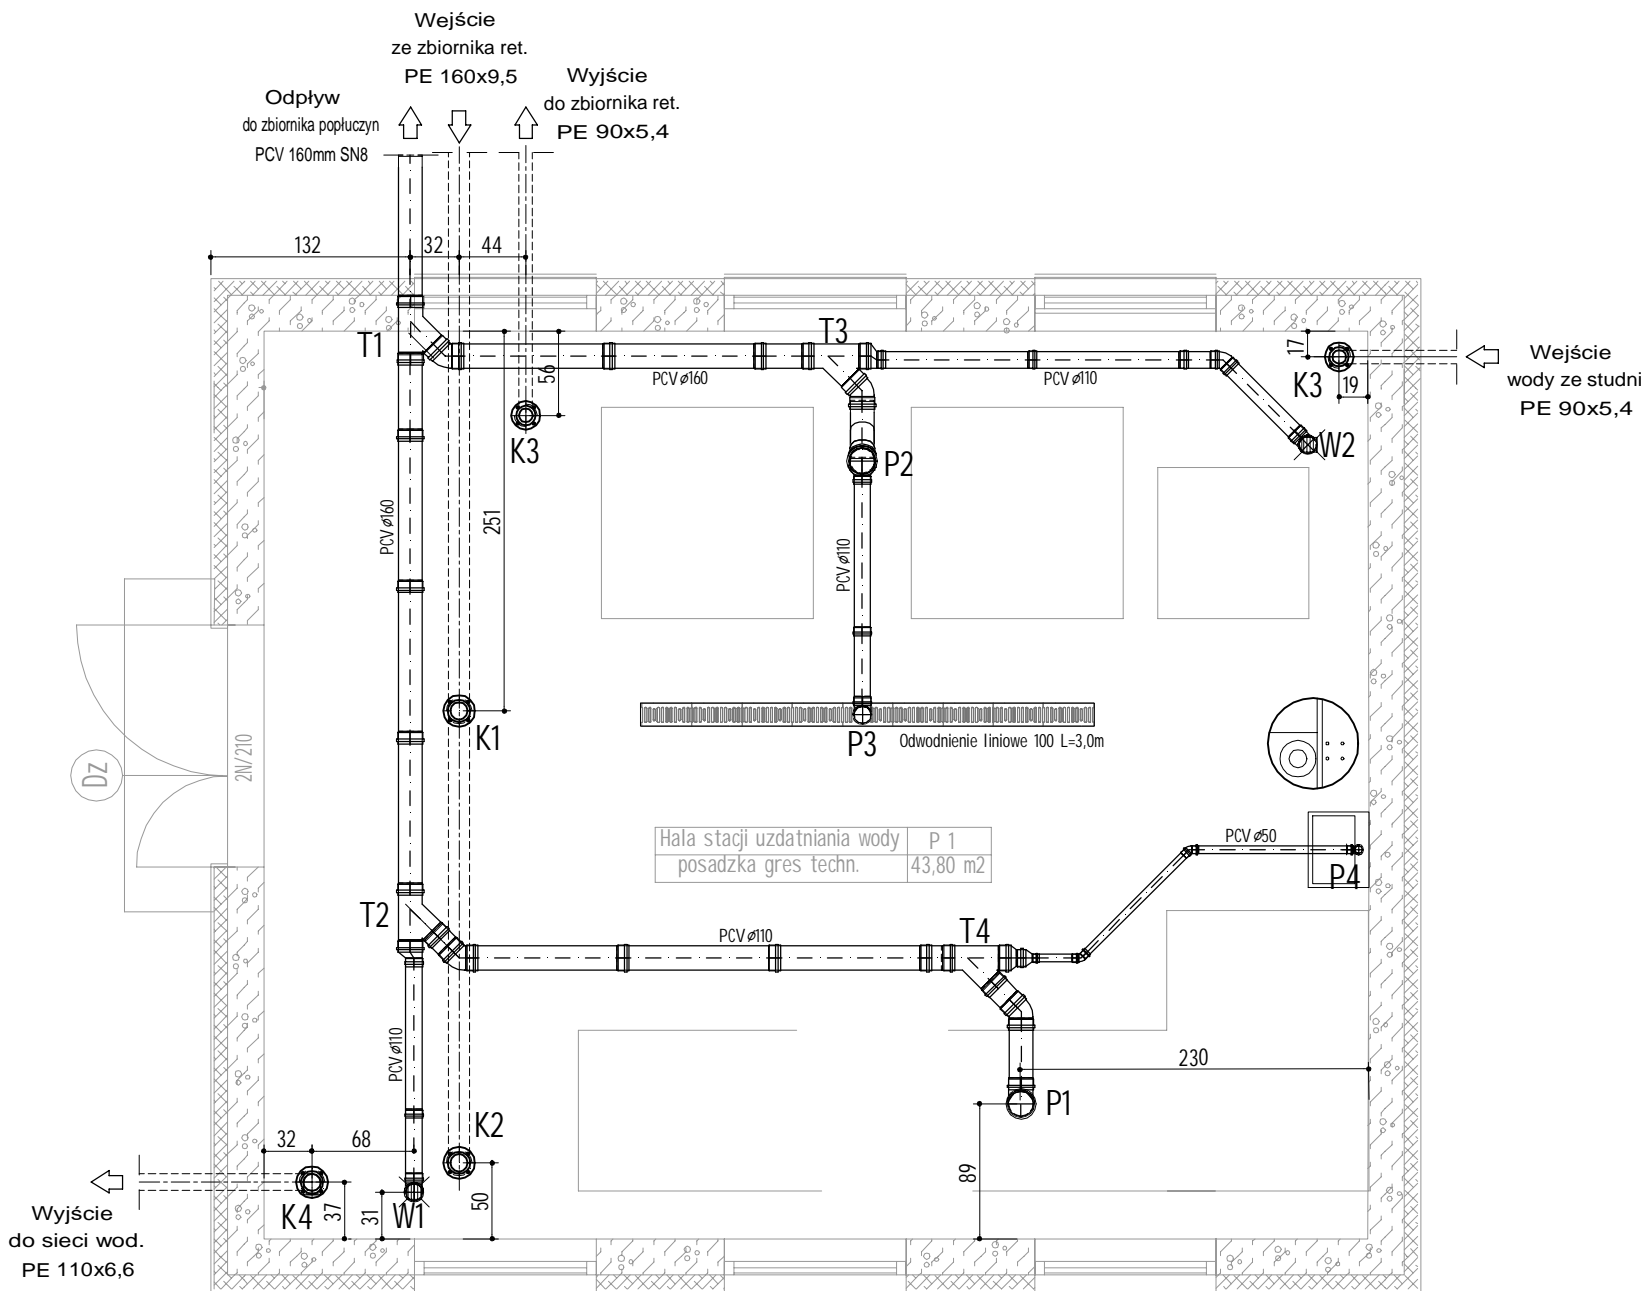 Wejście
ze zbiornika ret.
PE 160x9,5
Wyjście
do zbiornika ret.
PE 90x5,4
Odpływ
do zbiornika popłuczyn
PCV 160mm SN8
132
32
44
T1
T3
56
PCV ø160
PCV ø110
17
K3
19
Wejście
wody ze studni
PE 90x5,4
K3
W2
P2
251
PCV ø160
PCV ø110
K1
P3
Odwodnienie liniowe 100 L=3,0m
Dz
2N/210
Hala stacji uzdatniania wody
P 1
posadzka gres techn.
43,80 m2
PCV ø50
P4
T2
PCV ø110
T4
PCV ø110
230
P1
K2
32
68
89
50
37
31
K4
W1
Wyjście
do sieci wod.
PE 110x6,6